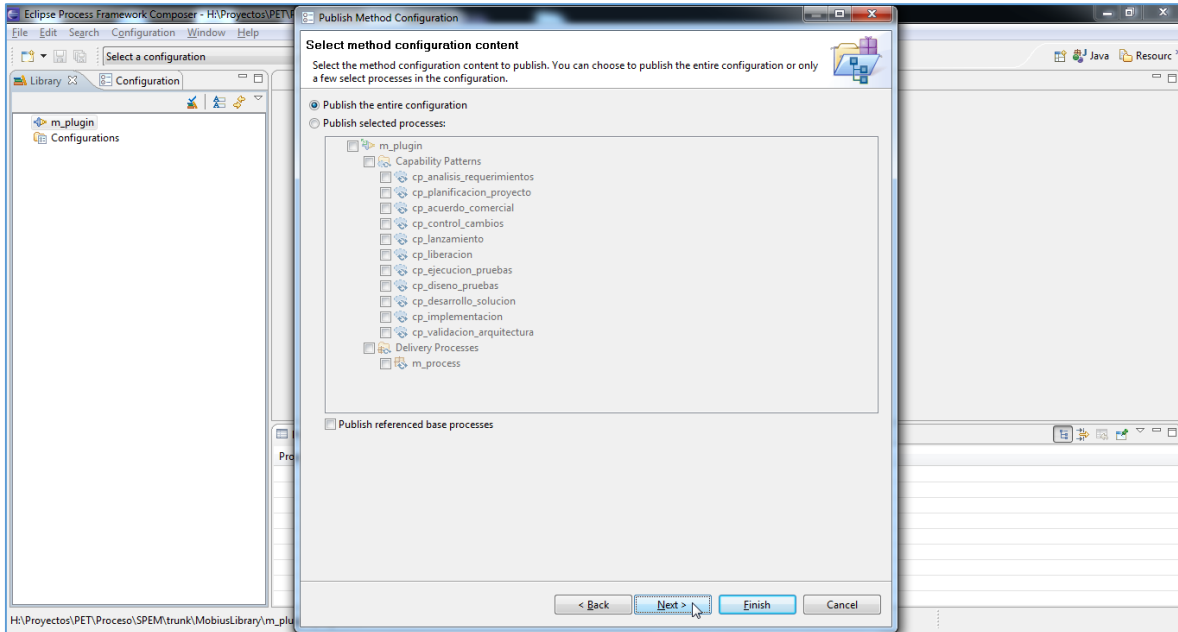 Eclipse Process Framework Composer - H:\Proyectos\PET\P
File Edit Search Configuration Window Help
Select a configuration
Library Configuration
m_plugin
Configurations
Publish Method Configuration
Select method configuration content
Select the method configuration content to publish. You can choose to publish the entire configuration or only
a few select processes in the configuration.
Publish the entire configuration
Publish selected processes:
m_plugin
Capability Patterns
cp_analisis_requerimientos
cp_planificacion_proyecto
cp_acuerdo_comercial
cp_control_cambios
cp_lanzamiento
cp_liberacion
cp_ejecucion_pruebas
cp_diseno_pruebas
cp_desarrollo_solucion
cp_implementacion
cp_validacion_arquitectura
Delivery Processes
m_process
Publish referenced base processes
< Back Next > Finish Cancel
Java Resourc
Pro
H:\Proyectos\PET\Proceso\SPEM\trunk\MobiusLibrary\m_plu